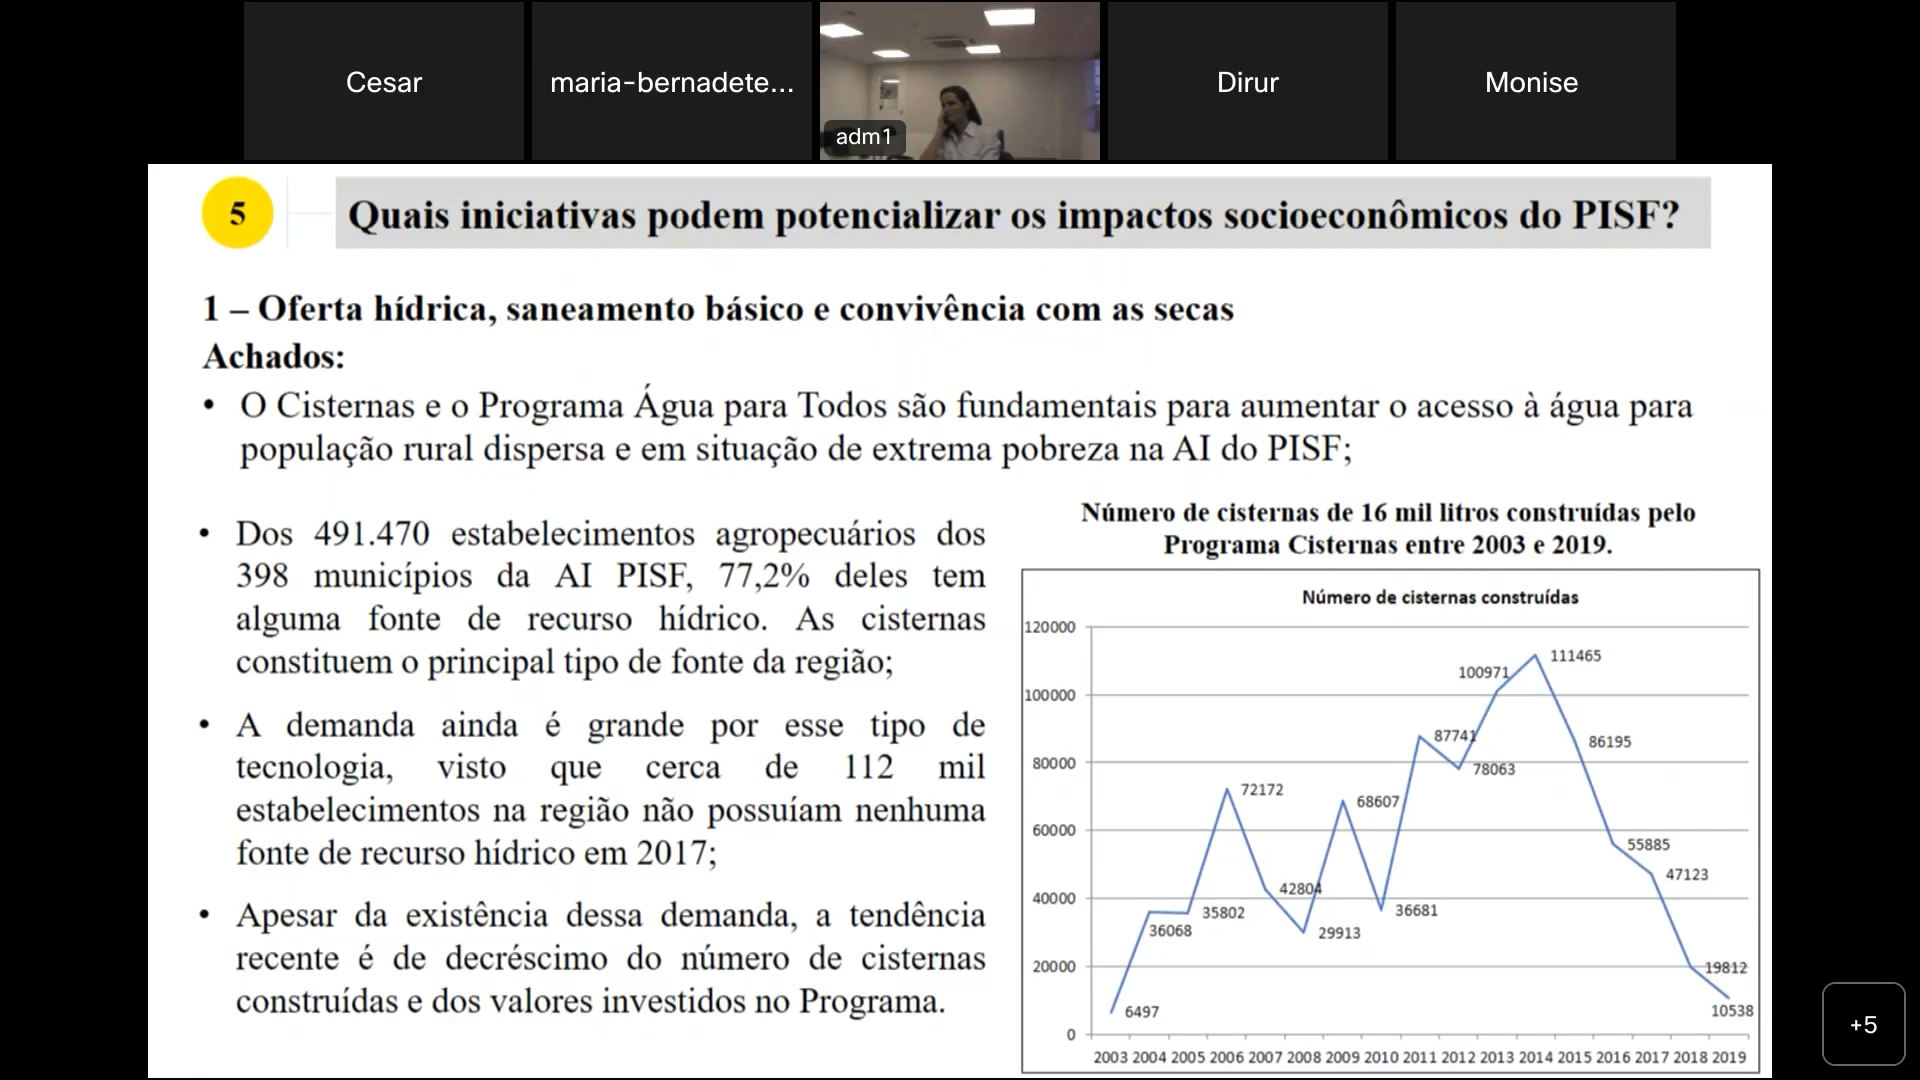 Cesar
maria-bernadete...
adm1
Dirur
Monise
5
Quais iniciativas podem potencializar os impactos socioeconômicos do PISF?
1 – Oferta hídrica, saneamento básico e convivência com as secas
Achados:
• O Cisternas e o Programa Água para Todos são fundamentais para aumentar o acesso à água para
população rural dispersa e em situação de extrema pobreza na AI do PISF;
• Dos 491.470 estabelecimentos agropecuários dos
398 municípios da AI PISF, 77,2% deles tem
alguma fonte de recurso hídrico. As cisternas
constituem o principal tipo de fonte da região;
• A demanda ainda é grande por esse tipo de
tecnologia, visto que cerca de 112 mil
estabelecimentos na região não possuíam nenhuma
fonte de recurso hídrico em 2017;
• Apesar da existência dessa demanda, a tendência
recente é de decréscimo do número de cisternas
construídas e dos valores investidos no Programa.
Número de cisternas de 16 mil litros construídas pelo
Programa Cisternas entre 2003 e 2019.
Número de cisternas construídas
120000
100000
80000
60000
40000
20000
0
6497
36068
35802
72172
42804
29913
68607
36681
87741
78063
100971
111465
86195
55885
47123
19812
10538
2003 2004 2005 2006 2007 2008 2009 2010 2011 2012 2013 2014 2015 2016 2017 2018 2019
+5